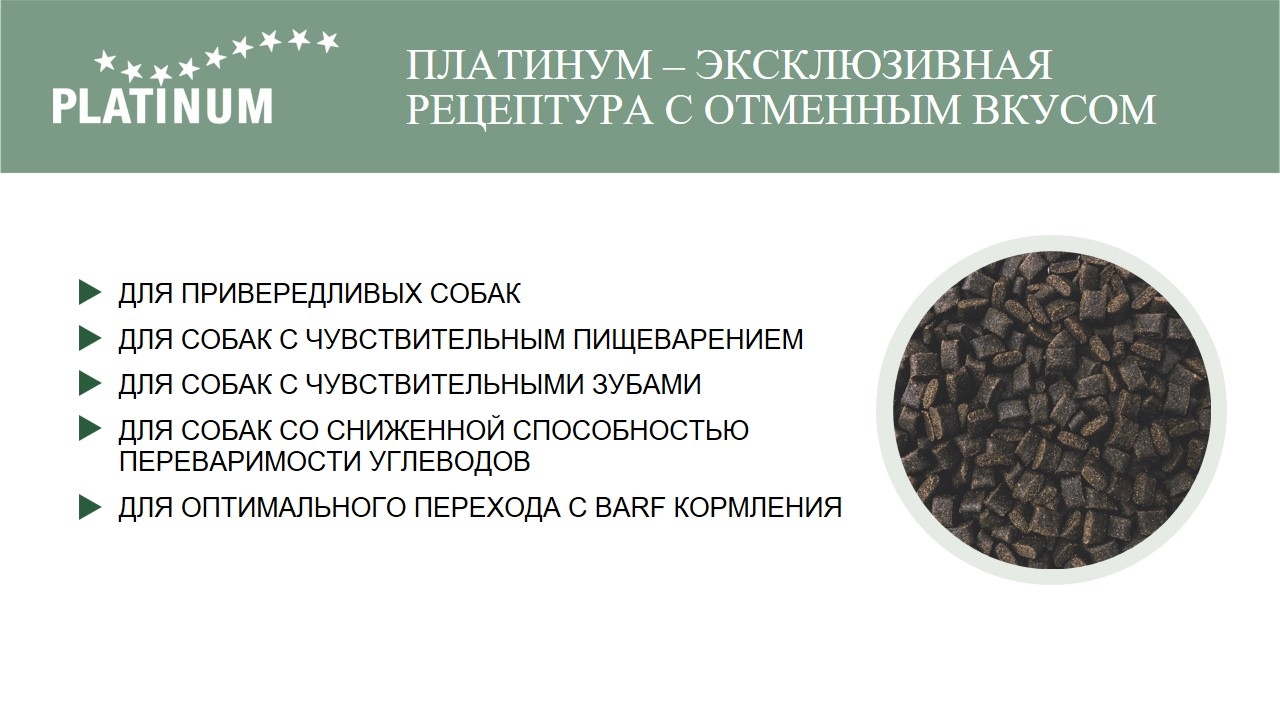 PLATINUM
ПЛАТИНУМ – ЭКСКЛЮЗИВНАЯ
РЕЦЕПТУРА С ОТМЕННЫМ ВКУСОМ
ДЛЯ ПРИВЕРЕДЛИВЫХ СОБАК
ДЛЯ СОБАК С ЧУВСТВИТЕЛЬНЫМ ПИЩЕВАРЕНИЕМ
ДЛЯ СОБАК С ЧУВСТВИТЕЛЬНЫМИ ЗУБАМИ
ДЛЯ СОБАК СО СНИЖЕННОЙ СПОСОБНОСТЬЮ
ПЕРЕВАРИМОСТИ УГЛЕВОДОВ
ДЛЯ ОПТИМАЛЬНОГО ПЕРЕХОДА С BARF КОРМЛЕНИЯ